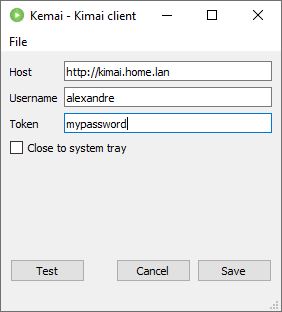 Kemai - Kimai client
File
Host http://kimai.home.lan
Username alexandre
Token mypassword
Close to system tray
Test Cancel Save